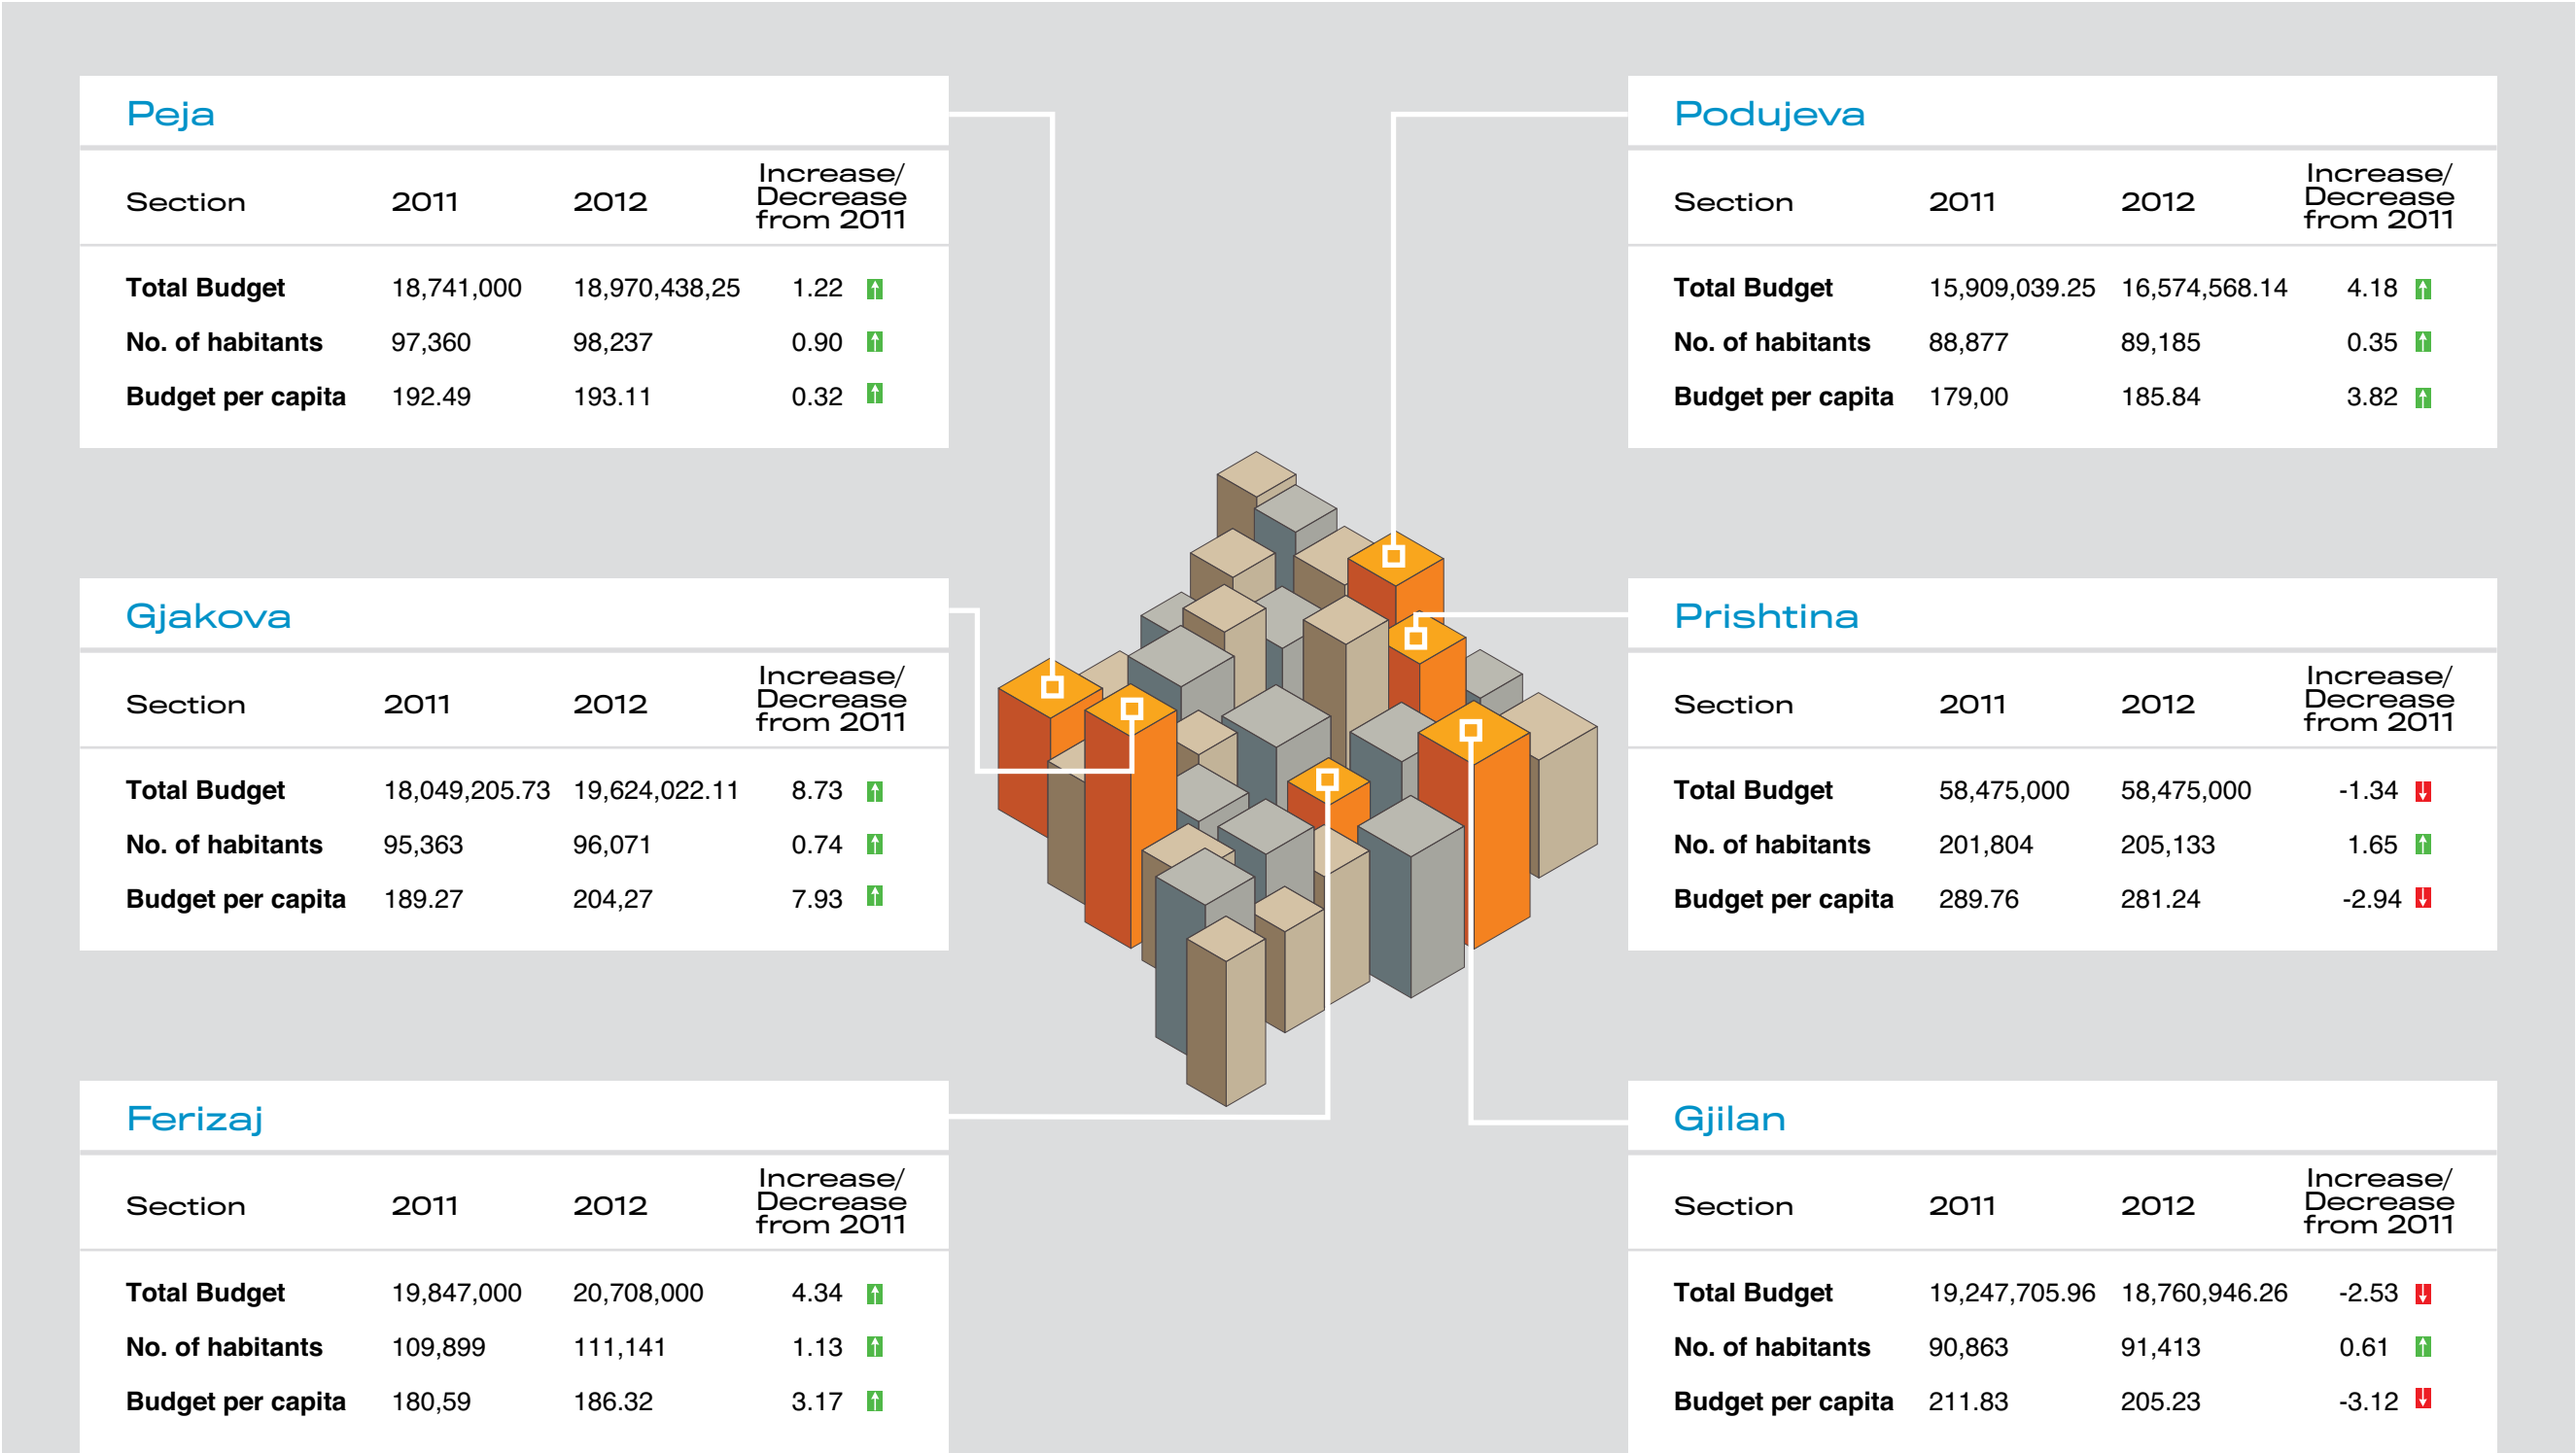 Peja
Section 2011 2012 Increase/
Decrease
from 2011
Total Budget 18,741,000 18,970,438,25 1.22
No. of habitants 97,360 98,237 0.90
Budget per capita 192.49 193.11 0.32
Podujeva
Section 2011 2012 Increase/
Decrease
from 2011
Total Budget 15,909,039.25 16,574,568.14 4.18
No. of habitants 88,877 89,185 0.35
Budget per capita 179,00 185.84 3.82
Gjakova
Section 2011 2012 Increase/
Decrease
from 2011
Total Budget 18,049,205.73 19,624,022.11 8.73
No. of habitants 95,363 96,071 0.74
Budget per capita 189.27 204,27 7.93
Prishtina
Section 2011 2012 Increase/
Decrease
from 2011
Total Budget 58,475,000 58,475,000 -1.34
No. of habitants 201,804 205,133 1.65
Budget per capita 289.76 281.24 -2.94
Ferizaj
Section 2011 2012 Increase/
Decrease
from 2011
Total Budget 19,847,000 20,708,000 4.34
No. of habitants 109,899 111,141 1.13
Budget per capita 180,59 186.32 3.17
Gjilan
Section 2011 2012 Increase/
Decrease
from 2011
Total Budget 19,247,705.96 18,760,946.26 -2.53
No. of habitants 90,863 91,413 0.61
Budget per capita 211.83 205.23 -3.12